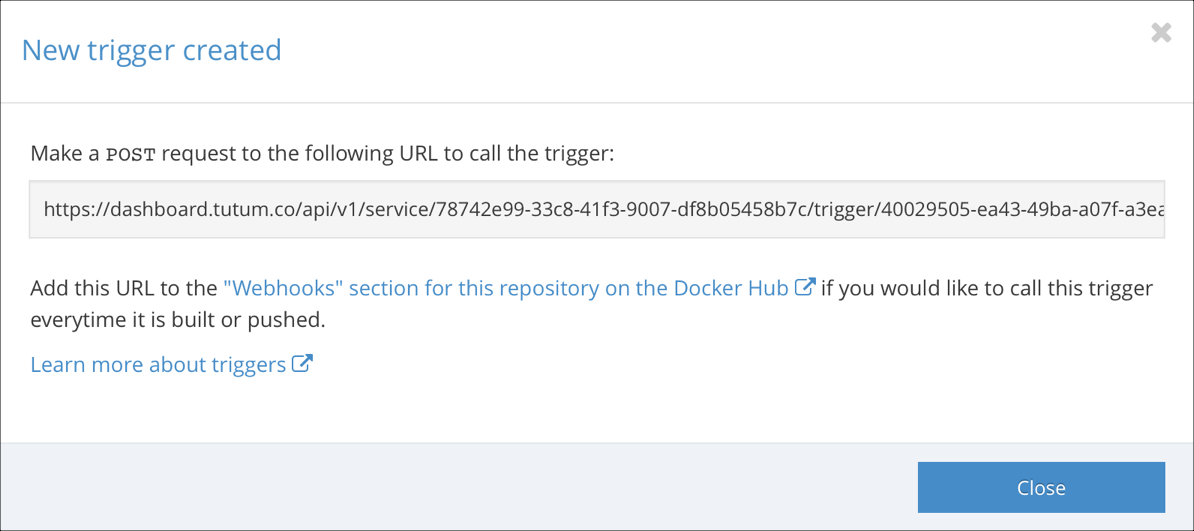 New trigger created
Make a POST request to the following URL to call the trigger:
https://dashboard.tutum.co/api/v1/service/78742e99-33c8-41f3-9007-df8b05458b7c/trigger/40029505-ea43-49ba-a07f-a3ea
Add this URL to the "Webhooks" section for this repository on the Docker Hub if you would like to call this trigger
everytime it is built or pushed.
Learn more about triggers
Close